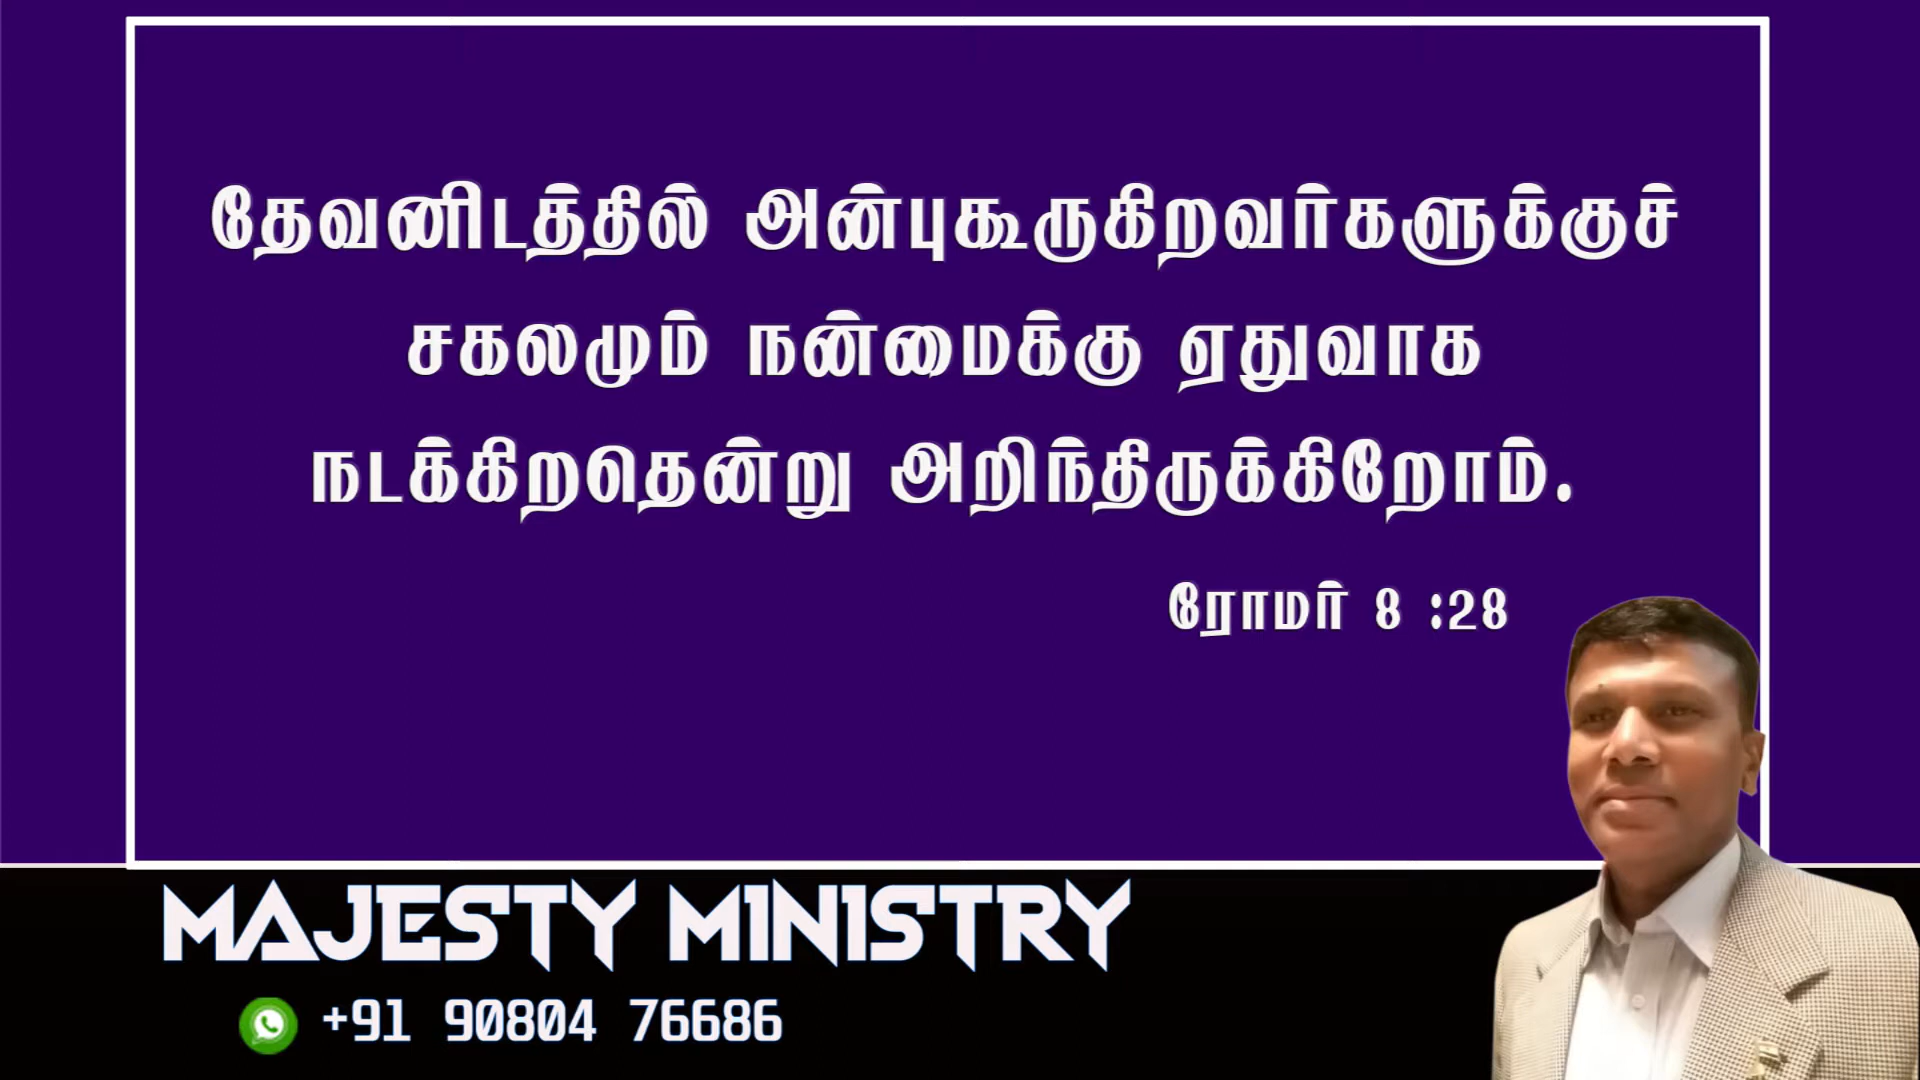 தேவனிடத்தில் அன்புகூருகிறவர்களுக்குச்
சகலமும் நன்மைக்கு ஏதுவாக
நடக்கிறதென்று அறிந்திருக்கிறோம்.
ரோமர் 8 :28
MAJESTY MINISTRY
+91 90804 76686